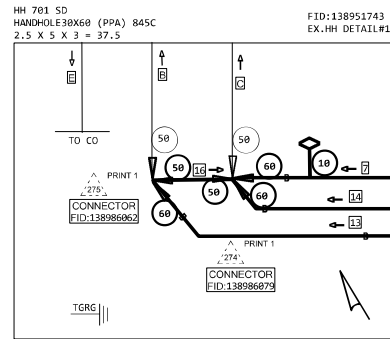 HH 701 SD
HANDHOLE30X60 (PPA) 845C
2.5 X 5 X 3 = 37.5
FID:138951743
EX.HH DETAIL#1
E
B
C
TO CO
50
50
PRINT 1
275
CONNECTOR
FID:138986062
50
16
50
60
60
60
10
7
14
13
PRINT 1
274
CONNECTOR
FID:138986079
TGRG